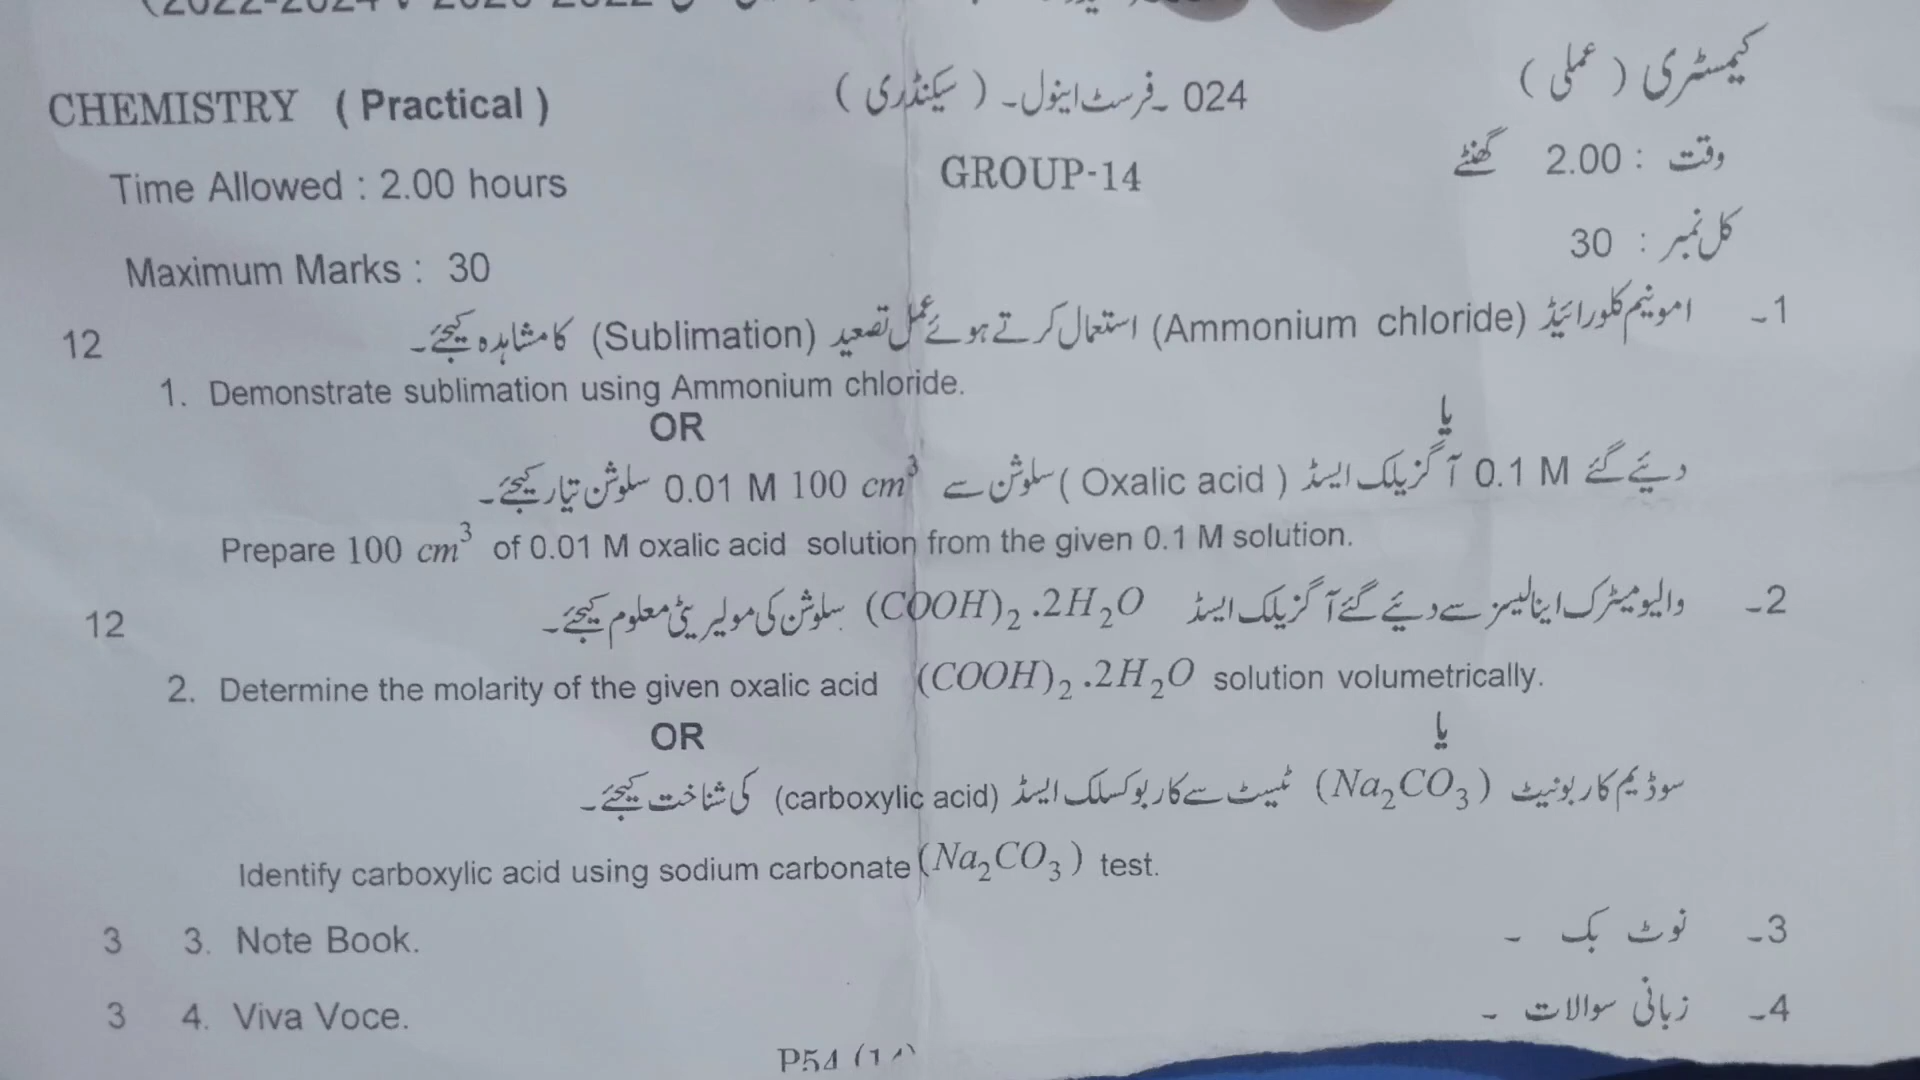 CHEMISTRY ( Practical ) 024 ۔فرسٹ اینول۔ ( سیکنڈری ) کیمسٹری ( عملی )
Time Allowed : 2.00 hours GROUP-14 وقت : 2.00 گھنٹے
Maximum Marks : 30 کل نمبر : 30
1۔ امونیم کلورائیڈ (Ammonium chloride) استعمال کرتے ہوئے عمل تصعید (Sublimation) کا مشاہدہ کیجئے۔ 12
1. Demonstrate sublimation using Ammonium chloride.
OR یا
دیئے گئے 0.1 M آگزیلک ایسڈ ( Oxalic acid ) سلوشن سے 100 cm³ 0.01 M سلوشن تیار کیجئے۔
Prepare 100 cm³ of 0.01 M oxalic acid solution from the given 0.1 M solution.
2۔ والیومیٹرک اینالیسز سے دیئے گئے آگزیلک ایسڈ (COOH)₂.2H₂O سلوشن کی مولیریٹی معلوم کیجئے۔ 12
2. Determine the molarity of the given oxalic acid (COOH)₂.2H₂O solution volumetrically.
OR یا
سوڈیم کاربونیٹ (Na₂CO₃) ٹیسٹ سے کاربوکسلک ایسڈ (carboxylic acid) کی شناخت کیجئے۔
Identify carboxylic acid using sodium carbonate (Na₂CO₃) test.
3 3. Note Book. 3۔ نوٹ بک ۔
3 4. Viva Voce. 4۔ زبانی سوالات ۔
P54 (14)